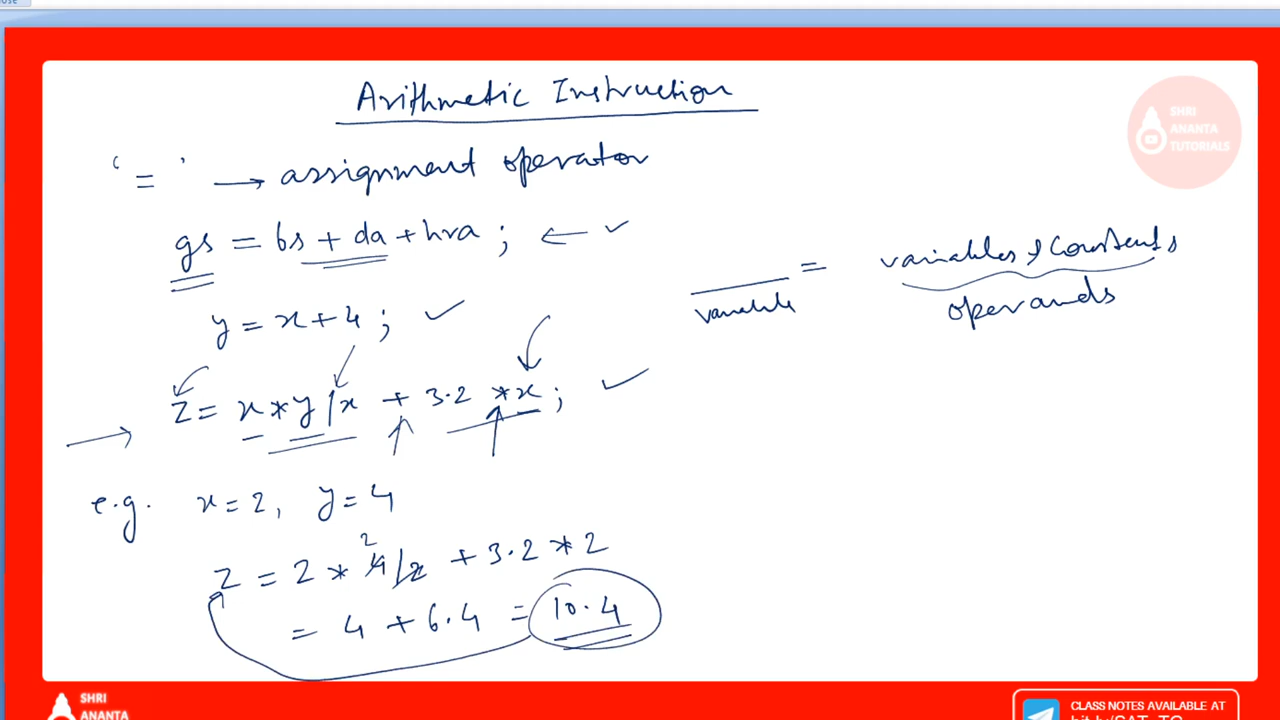 Arithmetic Instruction
SHRI
ANANTA
TUTORIALS
' = ' → assignment operator
gs = bs + da + hra ; ← ✓
variable = variables & Constants
operands
y = x + 4 ; ✓
z = x * y / x + 3.2 * x ; ✓
e.g. x = 2, y = 4
2
z = 2 * 4/2 + 3.2 * 2
= 4 + 6.4 = 10.4
SHRI
ANANTA
CLASS NOTES AVAILABLE AT